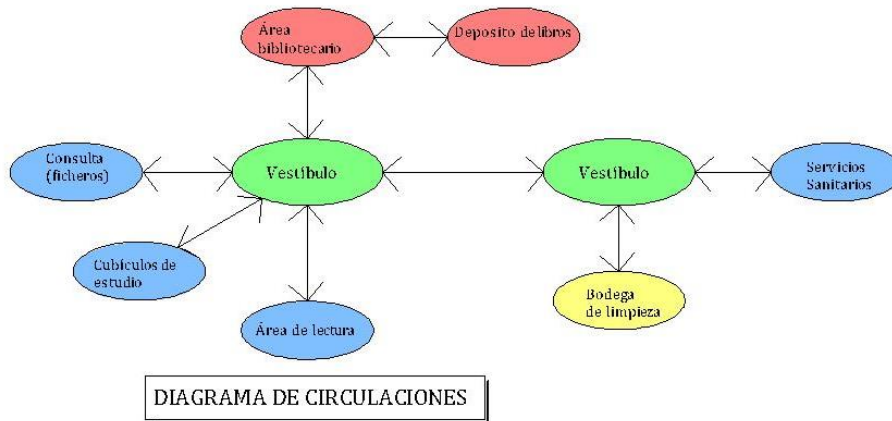 Área
bibliotecario
Deposito de libros
Consulta
(ficheros)
Vestíbulo
Vestíbulo
Servicios
Sanitarios
Cubículos de
estudio
Bodega
de limpieza
Área de lectura
DIAGRAMA DE CIRCULACIONES